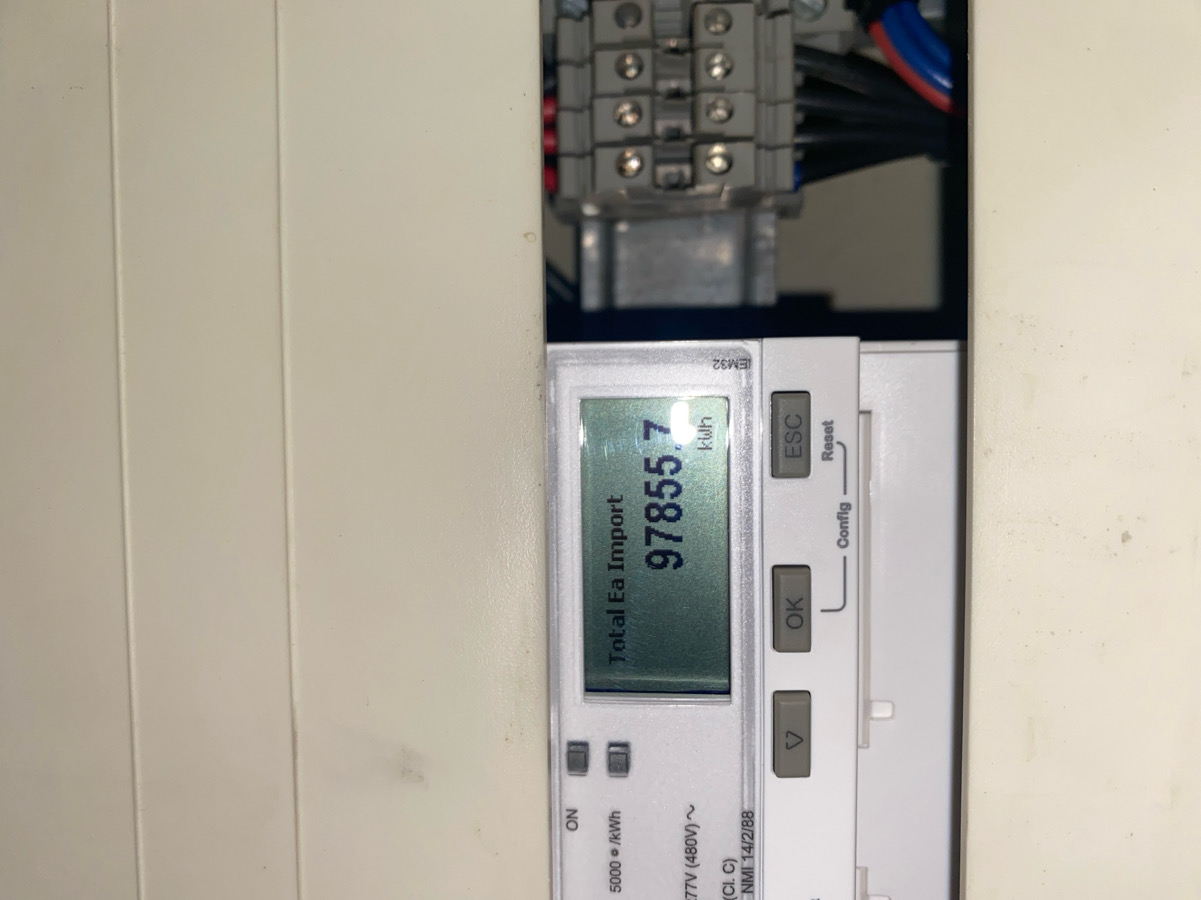 ON
5000 /kWh
277V (480V) ~
(Cl. C)
NMI 14/2/88
Total Ea Import
97855.7
kWh
IEM32
OK
ESC
Reset
Config